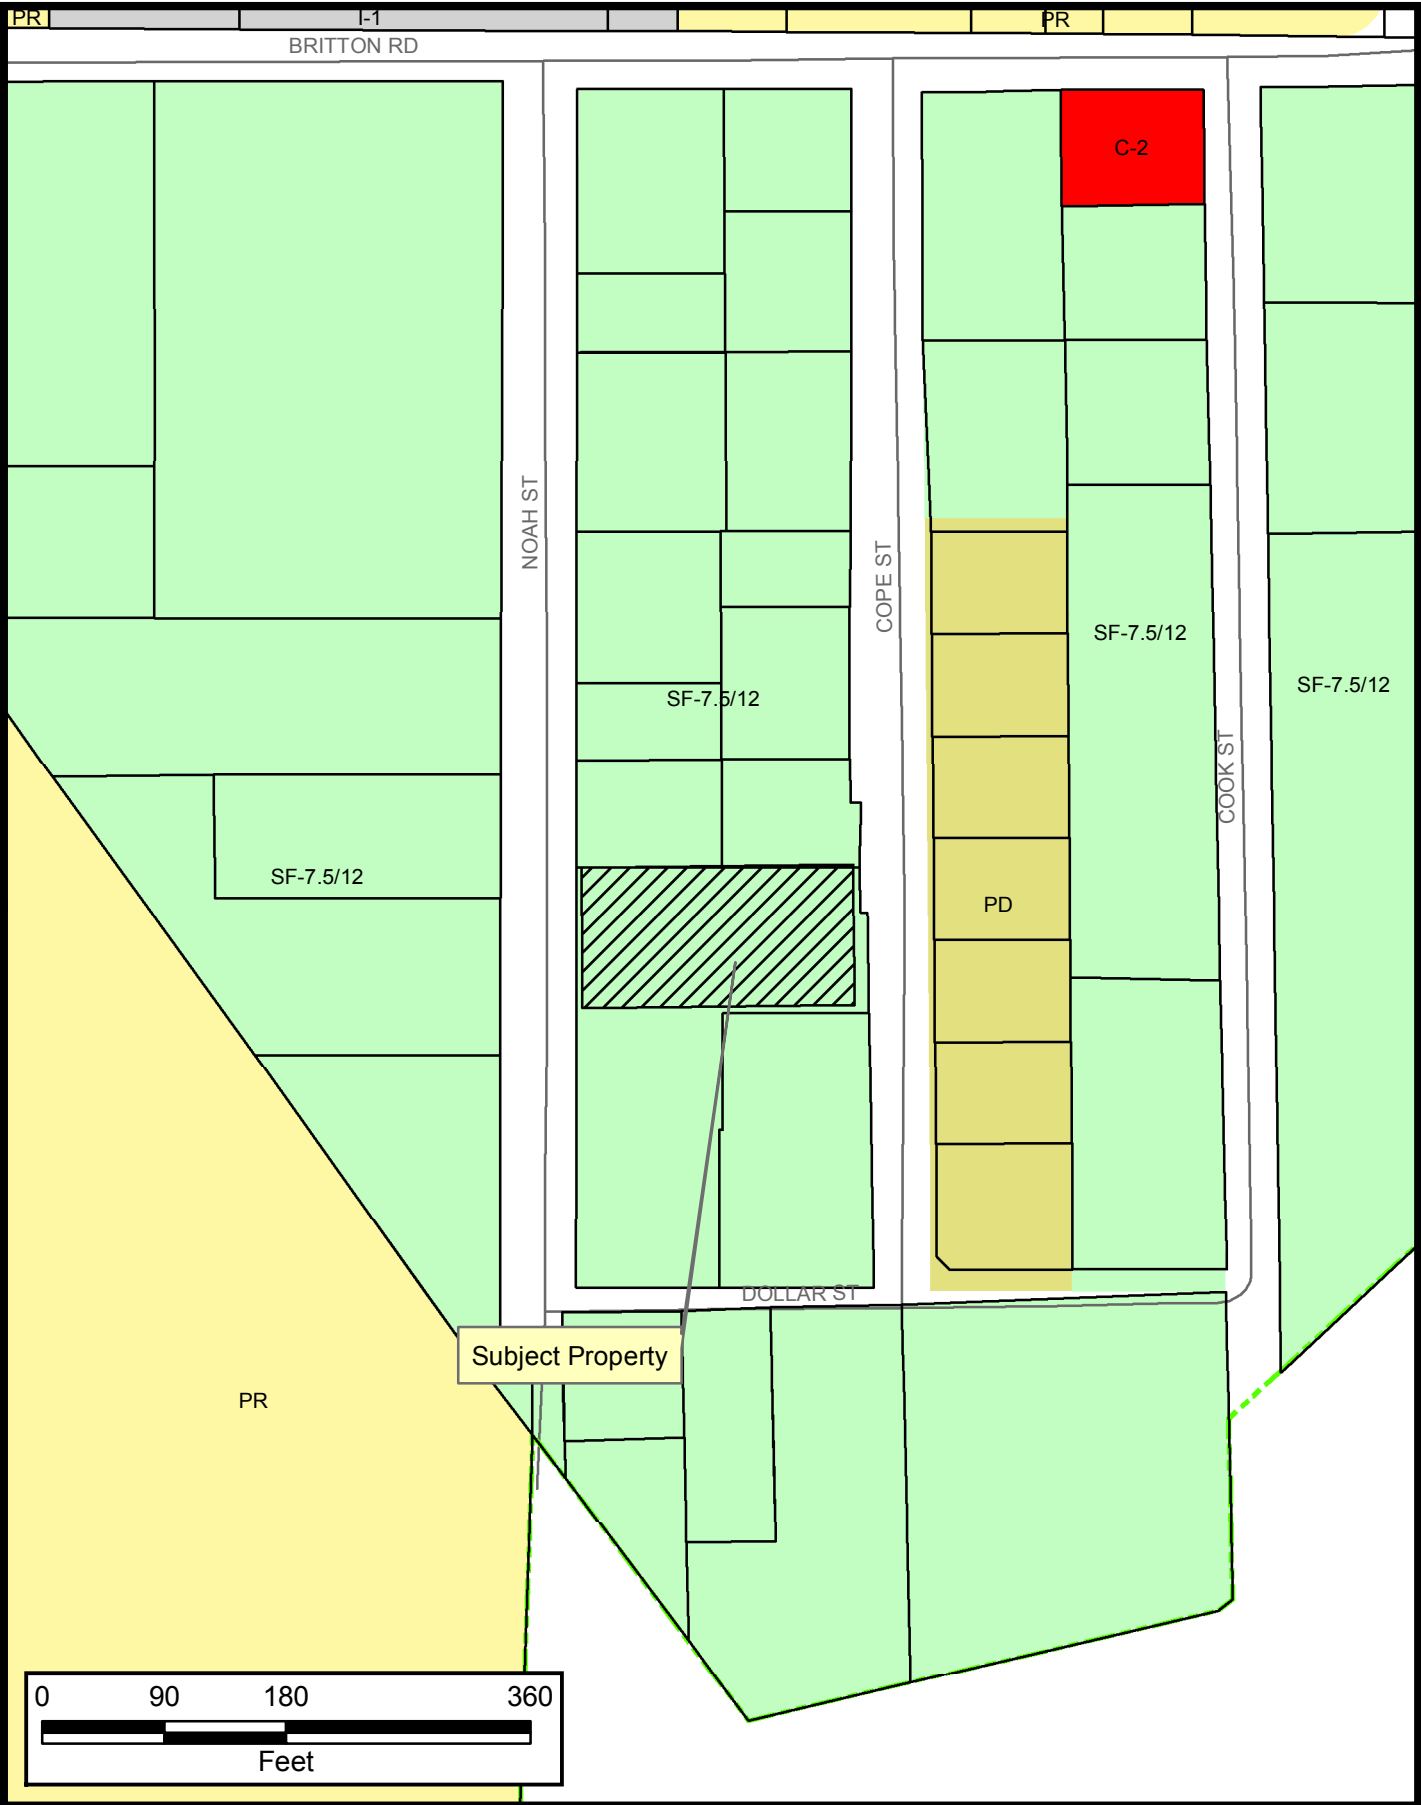 PR
I-1
PR
BRITTON RD
C-2
NOAH ST
COPE ST
SF-7.5/12
SF-7.5/12
SF-7.5/12
COOK ST
SF-7.5/12
PD
DOLLAR ST
Subject Property
PR
0 90 180 360
Feet